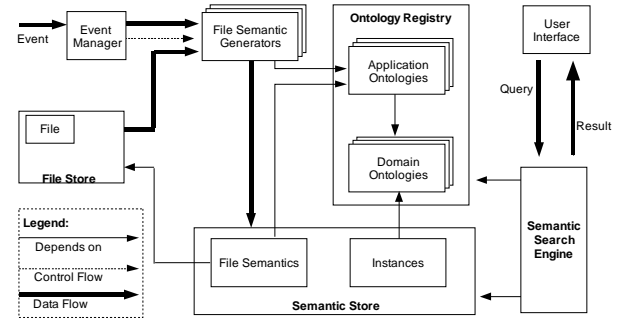 Event
Event
Manager
File Semantic
Generators
Ontology Registry
Application
Ontologies
Domain
Ontologies
User
Interface
Query
Result
File
File Store
Legend:
Depends on
Control Flow
Data Flow
File Semantics
Instances
Semantic Store
Semantic
Search
Engine